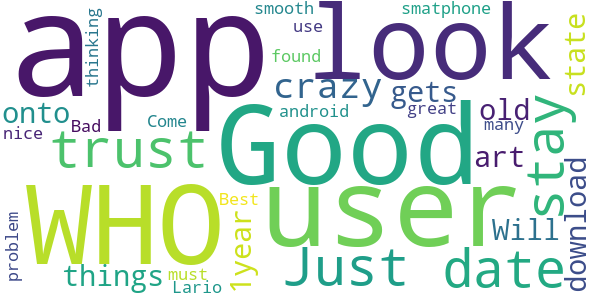 smooth
smatphone
app
look
thinking
use
found
state
crazy
gets
onto
android
great
old
nice
Bad
Come
Good
many
trust
art
stay
WHO
user
download
Best
Will
problem
1year
Just
date
things
must
Lario